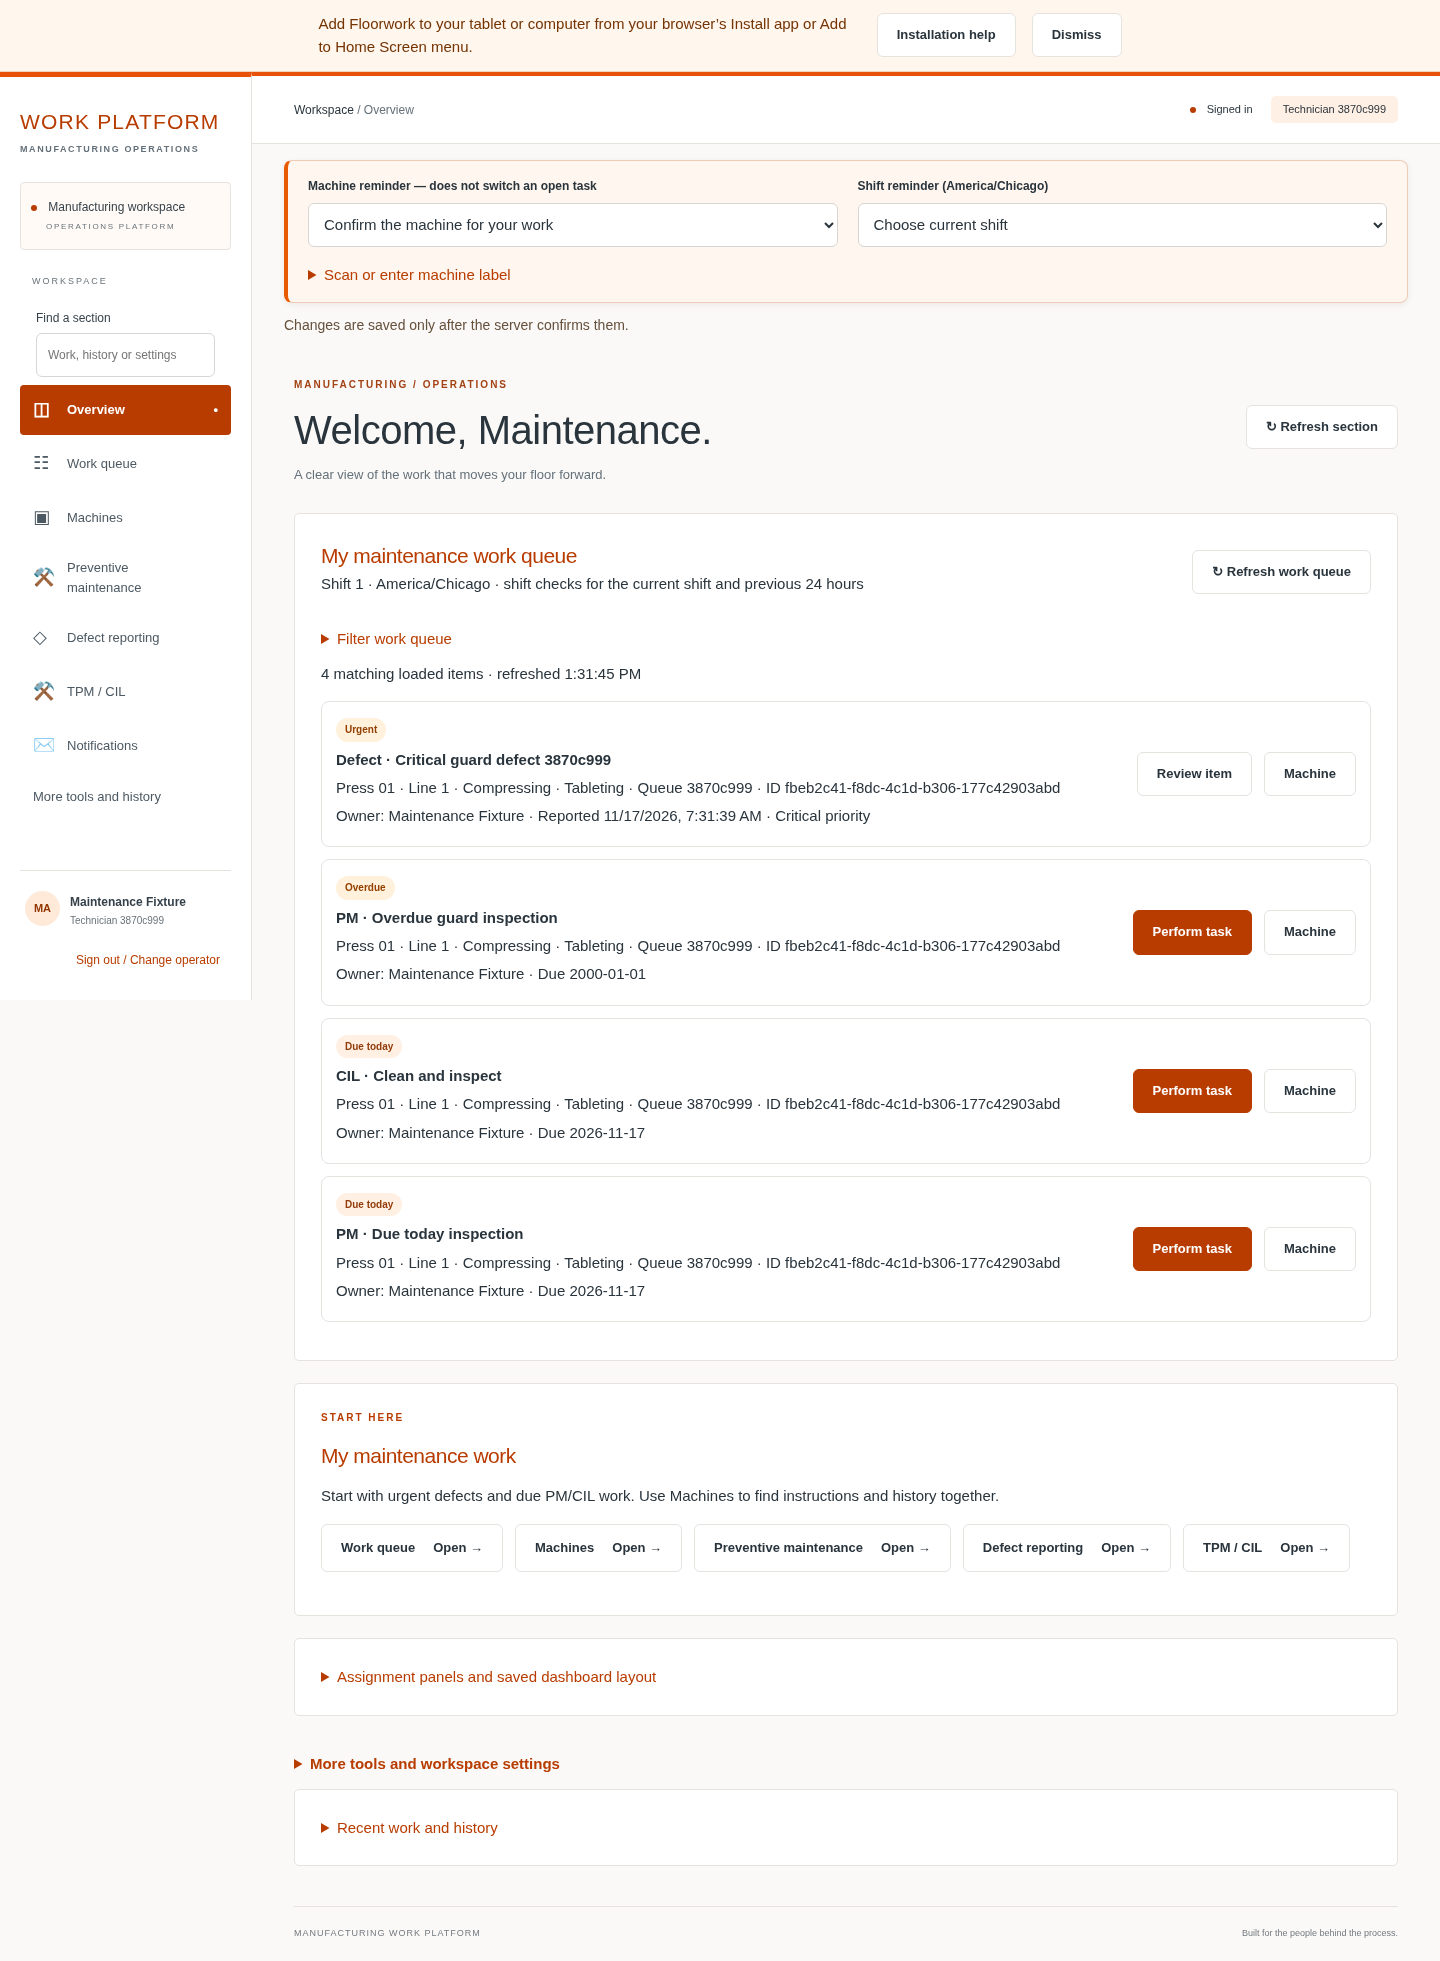 Add Floorwork to your tablet or computer from your browser’s Install app or Add
to Home Screen menu.
Installation help
Dismiss
WORK PLATFORM
MANUFACTURING OPERATIONS
Manufacturing workspace
OPERATIONS PLATFORM
WORKSPACE
Find a section
Work, history or settings
Overview
Work queue
Machines
Preventive
maintenance
Defect reporting
TPM / CIL
Notifications
More tools and history
MA
Maintenance Fixture
Technician 3870c999
Sign out / Change operator
Workspace / Overview
Signed in
Technician 3870c999
Machine reminder — does not switch an open task
Confirm the machine for your work
Shift reminder (America/Chicago)
Choose current shift
Scan or enter machine label
Changes are saved only after the server confirms them.
MANUFACTURING / OPERATIONS
Welcome, Maintenance.
A clear view of the work that moves your floor forward.
↻ Refresh section
My maintenance work queue
Shift 1 · America/Chicago · shift checks for the current shift and previous 24 hours
↻ Refresh work queue
Filter work queue
4 matching loaded items · refreshed 1:31:45 PM
Urgent
Defect · Critical guard defect 3870c999
Press 01 · Line 1 · Compressing · Tableting · Queue 3870c999 · ID fbeb2c41-f8dc-4c1d-b306-177c42903abd
Owner: Maintenance Fixture · Reported 11/17/2026, 7:31:39 AM · Critical priority
Review item
Machine
Overdue
PM · Overdue guard inspection
Press 01 · Line 1 · Compressing · Tableting · Queue 3870c999 · ID fbeb2c41-f8dc-4c1d-b306-177c42903abd
Owner: Maintenance Fixture · Due 2000-01-01
Perform task
Machine
Due today
CIL · Clean and inspect
Press 01 · Line 1 · Compressing · Tableting · Queue 3870c999 · ID fbeb2c41-f8dc-4c1d-b306-177c42903abd
Owner: Maintenance Fixture · Due 2026-11-17
Perform task
Machine
Due today
PM · Due today inspection
Press 01 · Line 1 · Compressing · Tableting · Queue 3870c999 · ID fbeb2c41-f8dc-4c1d-b306-177c42903abd
Owner: Maintenance Fixture · Due 2026-11-17
Perform task
Machine
START HERE
My maintenance work
Start with urgent defects and due PM/CIL work. Use Machines to find instructions and history together.
Work queue Open →
Machines Open →
Preventive maintenance Open →
Defect reporting Open →
TPM / CIL Open →
Assignment panels and saved dashboard layout
More tools and workspace settings
Recent work and history
MANUFACTURING WORK PLATFORM
Built for the people behind the process.